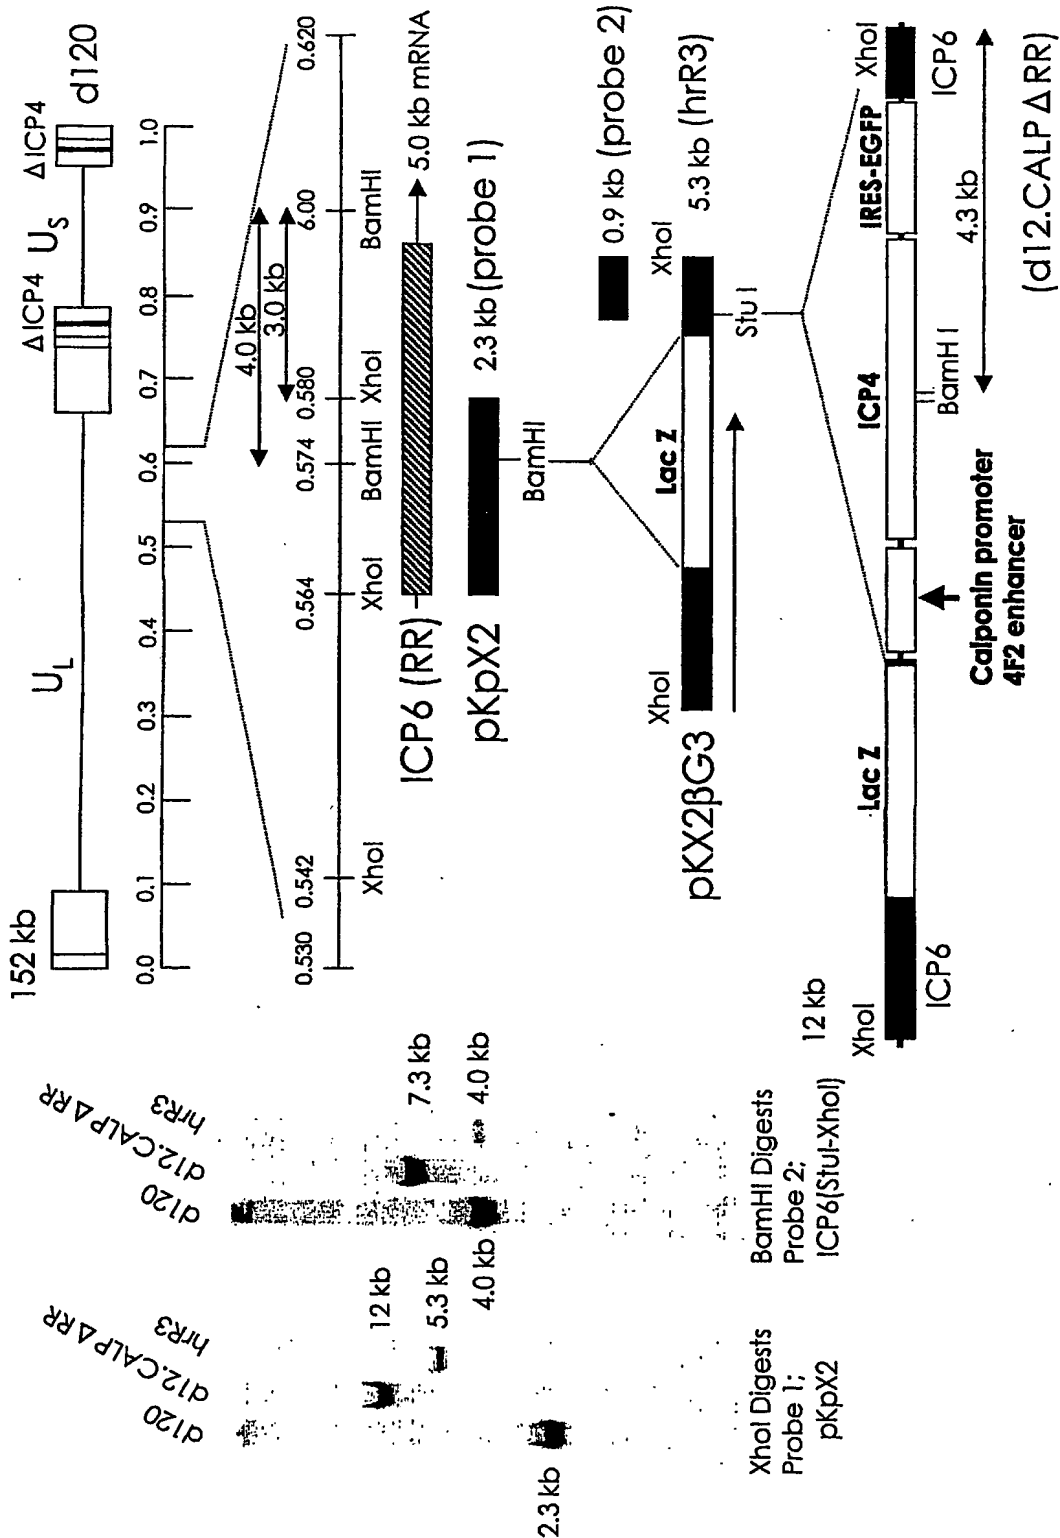 152 kb
U_L
ΔICP4
U_S
ΔICP4
d120
0.0 0.1 0.2 0.3 0.4 0.5 0.6 0.7 0.8 0.9 1.0
4.0 kb
3.0 kb
0.530 0.542 0.564 0.574 0.580 6.00 0.620
XhoI XhoI BamHI XhoI BamHI
ICP6 (RR)
5.0 kb mRNA
pKpX2
2.3 kb (probe 1)
BamHI
0.9 kb (probe 2)
Lac Z
XhoI
XhoI
5.3 kb (hrR3)
pKX2βG3
Stu I
12 kb
XhoI
Lac Z
ICP4
IRES-EGFP
XhoI
ICP6
Calponin promoter
4F2 enhancer
BamH I
4.3 kb
ICP6
(d12.CALP Δ RR)
d120
d12.CALP Δ RR
hrR3
12 kb
5.3 kb
2.3 kb
XhoI Digests
Probe 1;
pKpX2
d120
d12.CALP Δ RR
hrR3
7.3 kb
4.0 kb
4.0 kb
BamHI Digests
Probe 2;
ICP6(StuI-XhoI)